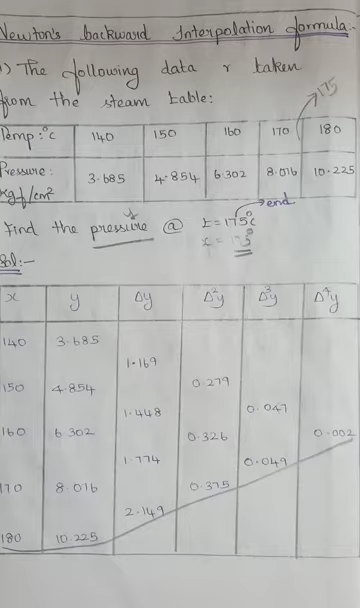 Newton's backward Interpolation formula:-
1) The following data r taken
from the steam table:
175
Temp:°C 140 150 160 170 180
Pressure: kgf/cm² 3.685 4.854 6.302 8.076 10.225
end
Find the pressure @ t=175°C
x = 175°
Sol:-
x y Δy Δ²y Δ³y Δ⁴y
140 3.685
1.169
150 4.854 0.279
1.448 0.047
160 6.302 0.326 0.002
1.774 0.049
170 8.076 0.375
2.149
180 10.225